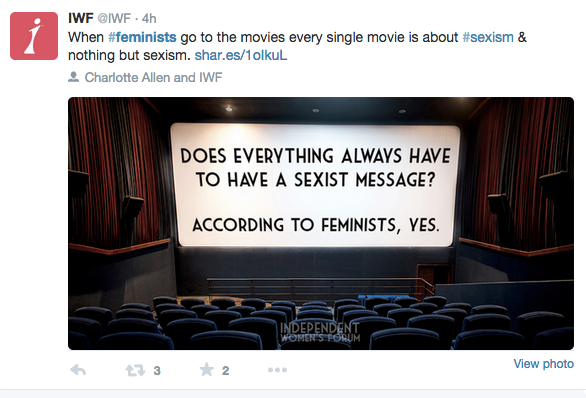 IWF @IWF · 4h
When #feminists go to the movies every single movie is about #sexism &
nothing but sexism. shar.es/1olkuL
Charlotte Allen and IWF
DOES EVERYTHING ALWAYS HAVE
TO HAVE A SEXIST MESSAGE?
ACCORDING TO FEMINISTS, YES.
INDEPENDENT
WOMEN'S FORUM
3
2
View photo